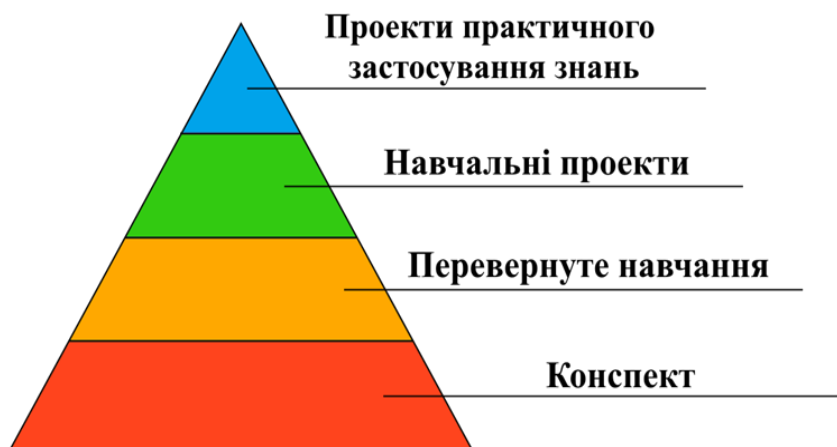 Проекти практичного
застосування знань
Навчальні проекти
Перевернуте навчання
Конспект